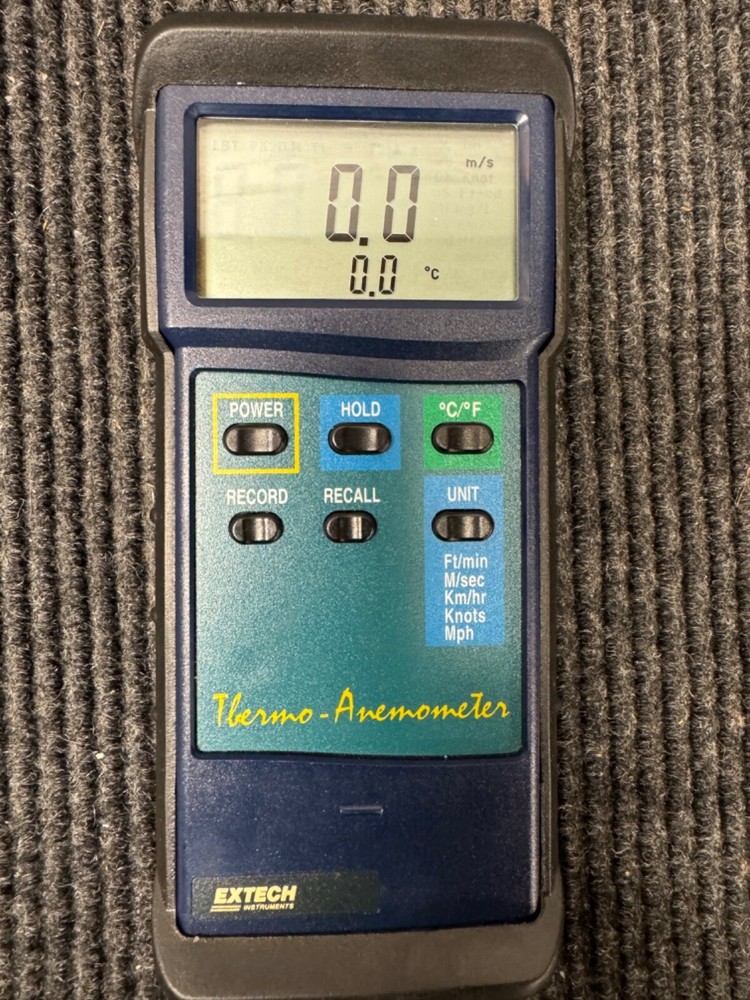 m/s
0.0
0.0 °C
POWER HOLD °C/°F
RECORD RECALL UNIT
Ft/min
M/sec
Km/hr
Knots
Mph
Thermo-Anemometer
EXTECH
INSTRUMENTS